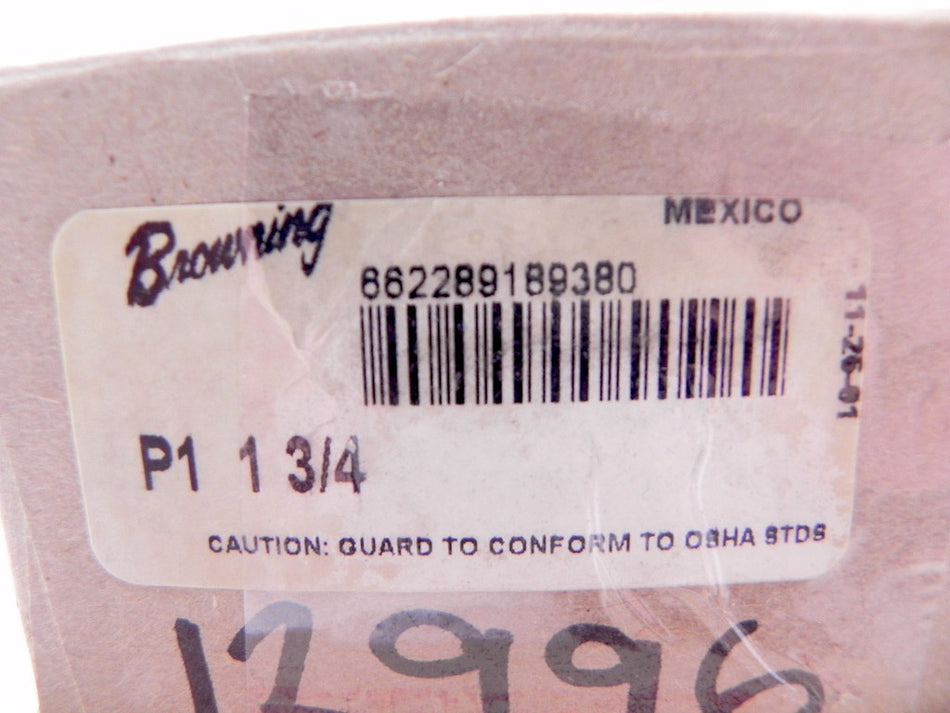 Browning
MEXICO
662289189380
11-26-01
P1 1 3/4
CAUTION: GUARD TO CONFORM TO OSHA STDS
12996